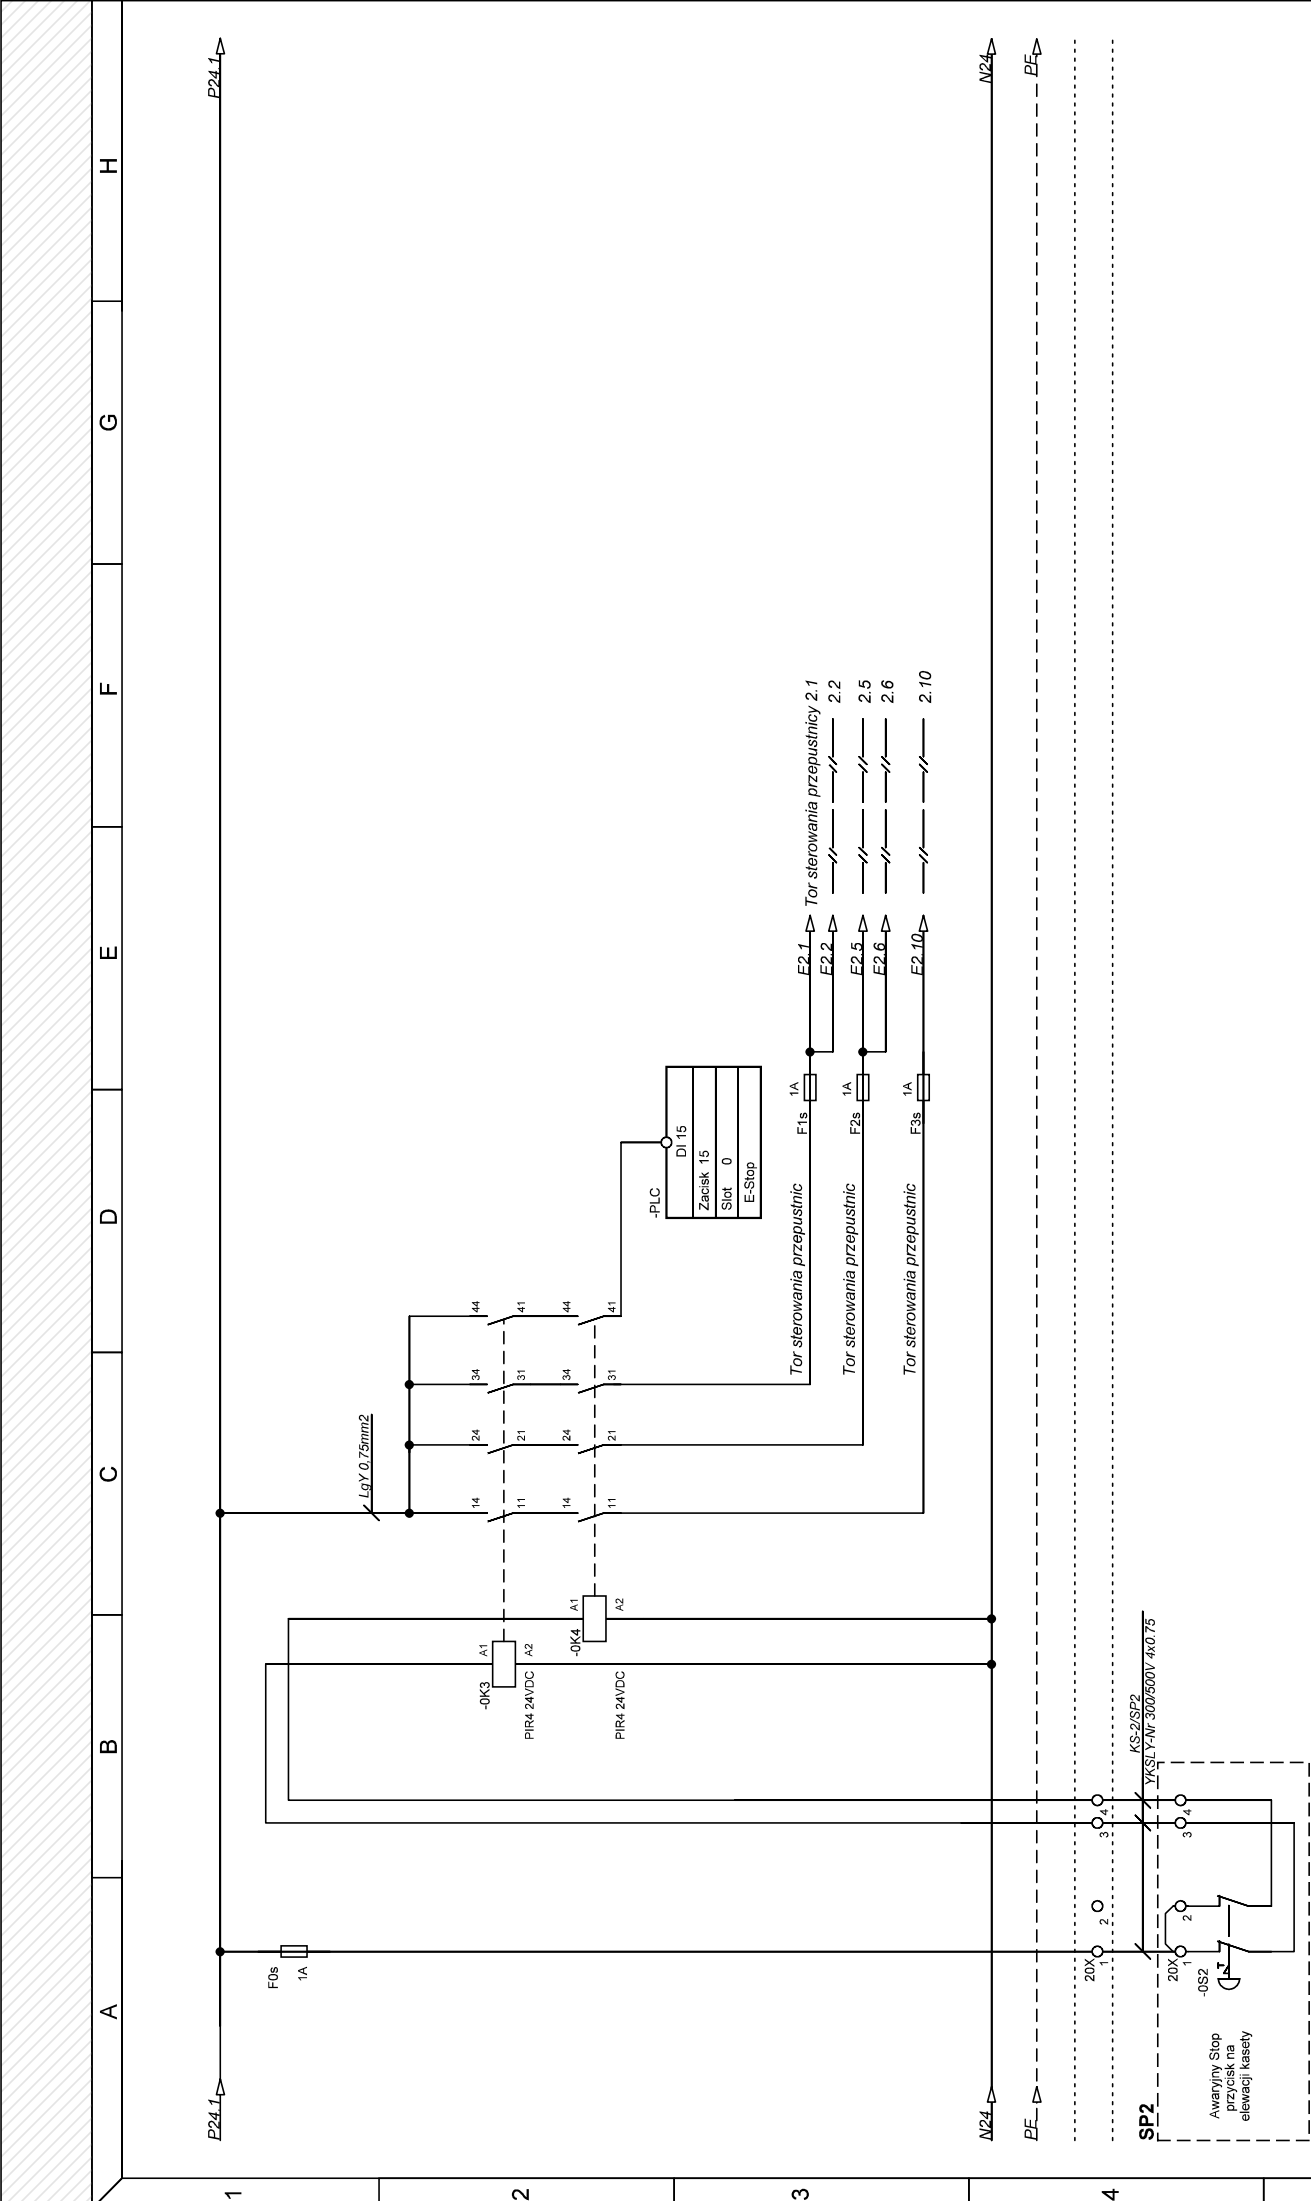 A
B
C
D
E
F
G
H
1
2
3
4
P24.1
P24.1
F0s
1A
LgY 0,75mm2
-0K3
A1
A2
PIR4 24VDC
-0K4
A1
A2
PIR4 24VDC
14
11
24
21
34
31
44
41
14
11
24
21
34
31
44
41
-PLC
DI 15
Zacisk 15
Slot 0
E-Stop
Tor sterowania przepustnic
F1s
1A
E2.1
Tor sterowania przepustnicy 2.1
E2.2
2.2
Tor sterowania przepustnic
F2s
1A
E2.5
2.5
E2.6
2.6
Tor sterowania przepustnic
F3s
1A
E2.10
2.10
N24
N24
PE
PE
20X
1
2
3
4
KS-2/SP2
YKSLY-Nr 300/500V 4x0.75
SP2
20X
1
2
3
4
-0S2
Awaryjny Stop
przycisk na
elewacji kasety